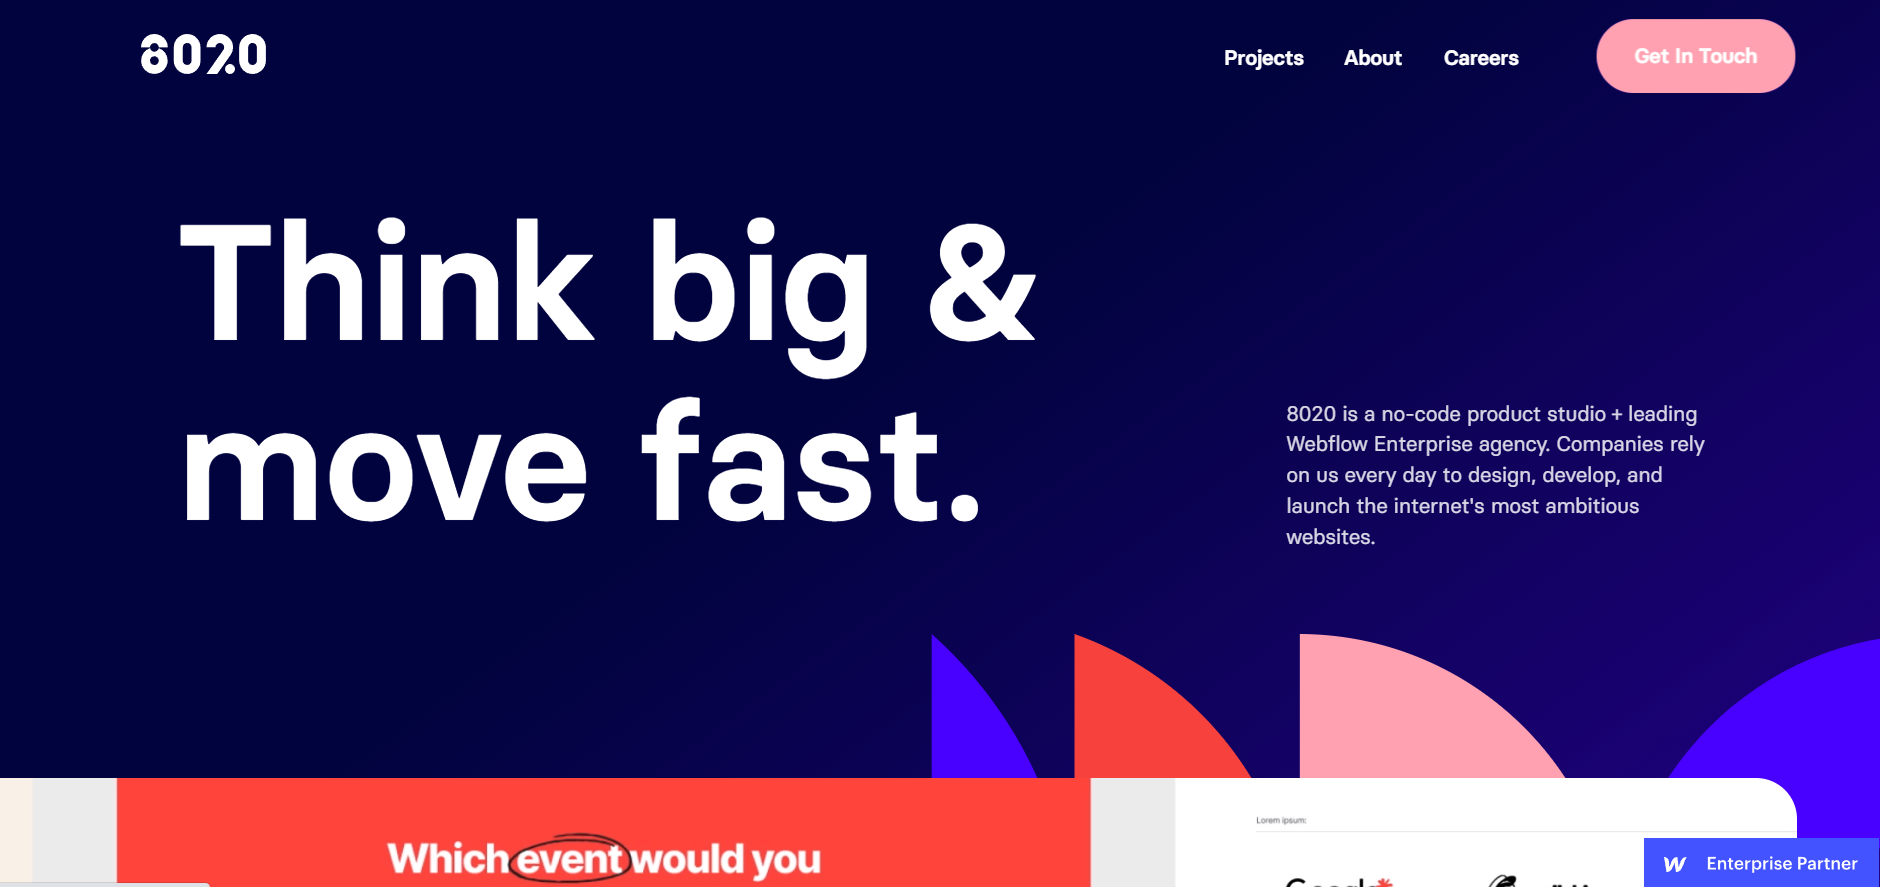 8020
Projects
About
Careers
Get In Touch
Think big &
move fast.
8020 is a no-code product studio + leading
Webflow Enterprise agency. Companies rely
on us every day to design, develop, and
launch the internet's most ambitious
websites.
Which event would you
Lorem ipsum:
Enterprise Partner